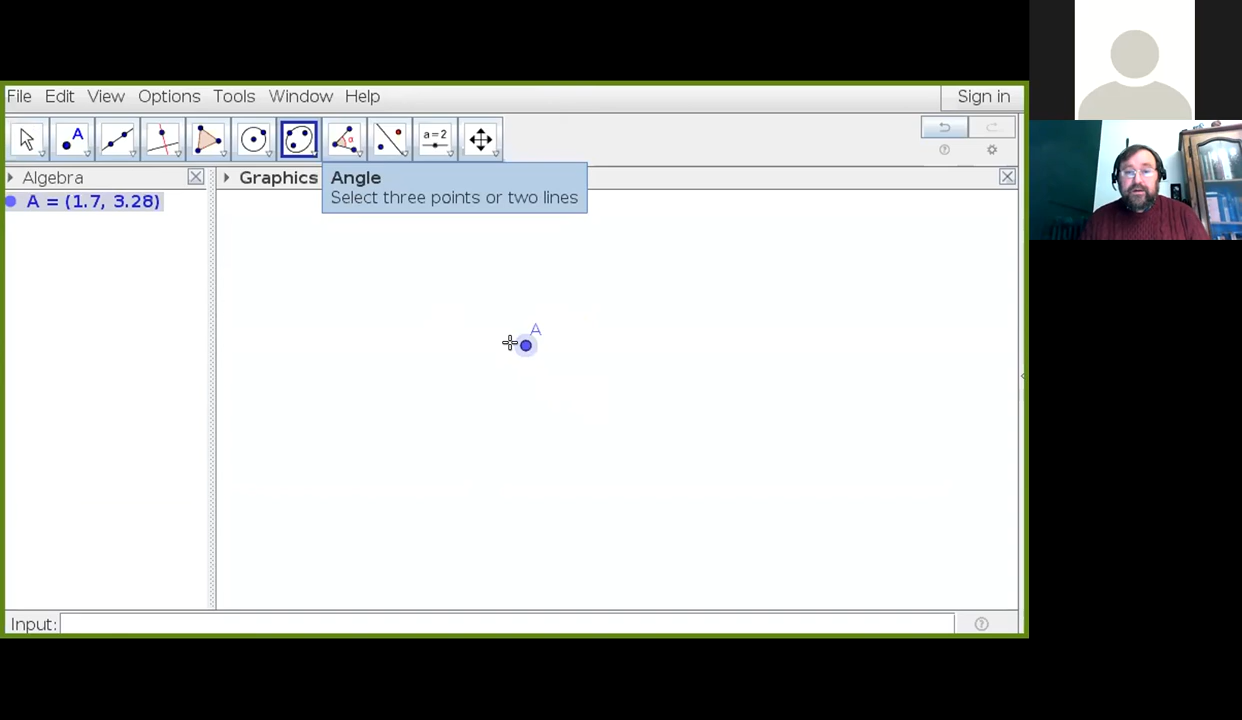 File Edit View Options Tools Window Help Sign in
A
α
a=2
Algebra
Graphics
Angle
Select three points or two lines
A = (1.7, 3.28)
A
Input: